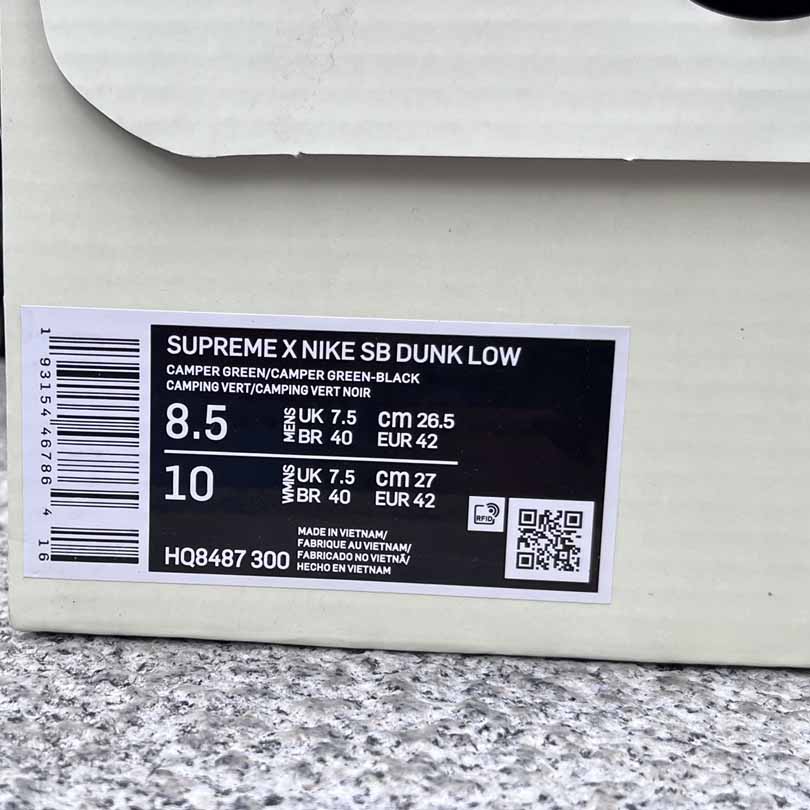 SUPREME X NIKE SB DUNK LOW
CAMPER GREEN/CAMPER GREEN-BLACK
CAMPING VERT/CAMPING VERT NOIR
8.5 MENS UK 7.5 cm 26.5
BR 40 EUR 42
10 WMNS UK 7.5 cm 27
BR 40 EUR 42
RFID
MADE IN VIETNAM/
FABRIQUE AU VIETNAM/
FABRICADO NO VIETNÃ/
HECHO EN VIETNAM
HQ8487 300
1 93154 46786 4 16